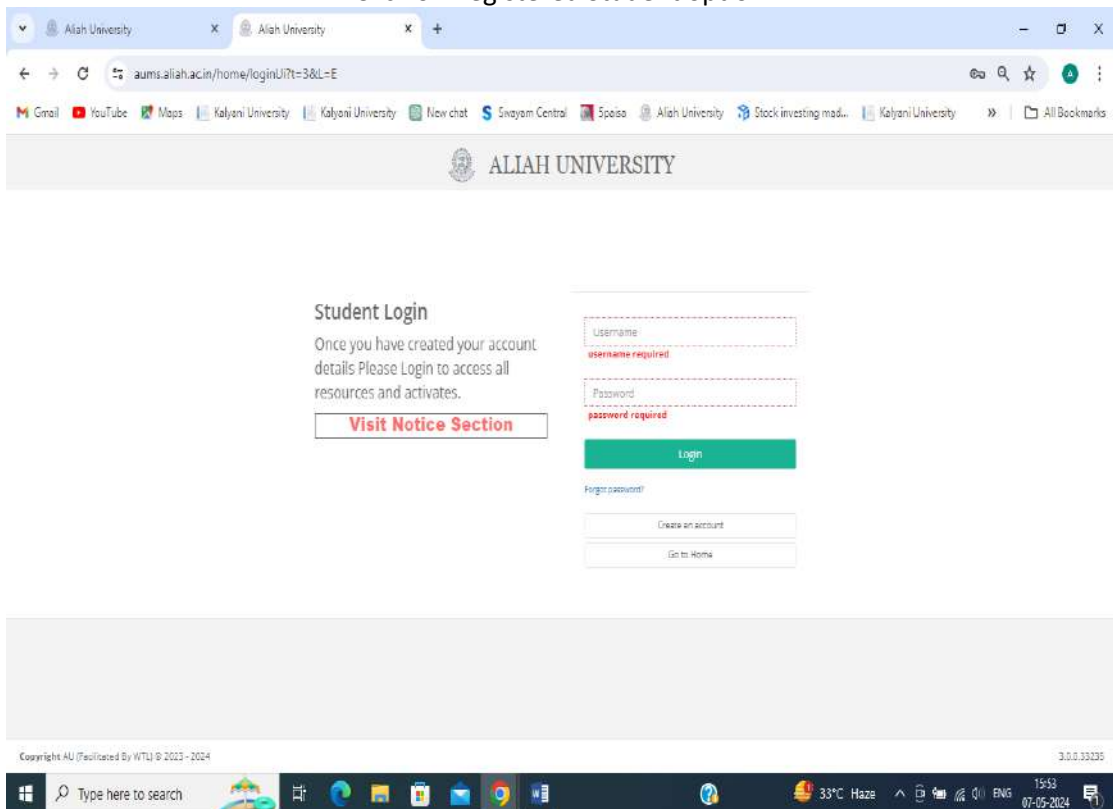 Aliah University
Aliah University
aums.aliah.ac.in/home/loginUi?t=3&L=E
Gmail YouTube Maps Kalyani University Kalyani University New chat Swayam Central 5paisa Aliah University Stock investing mad... Kalyani University » All Bookmarks
ALIAH UNIVERSITY
Student Login
Once you have created your account
details Please Login to access all
resources and activates.
Visit Notice Section
Username
username required
Password
password required
Login
Forgot password?
Create an account
Go to Home
Copyright AU (Facilitated By WTL) © 2023 - 2024
3.0.0.33235
Type here to search
33°C Haze
ENG
15:53
07-05-2024